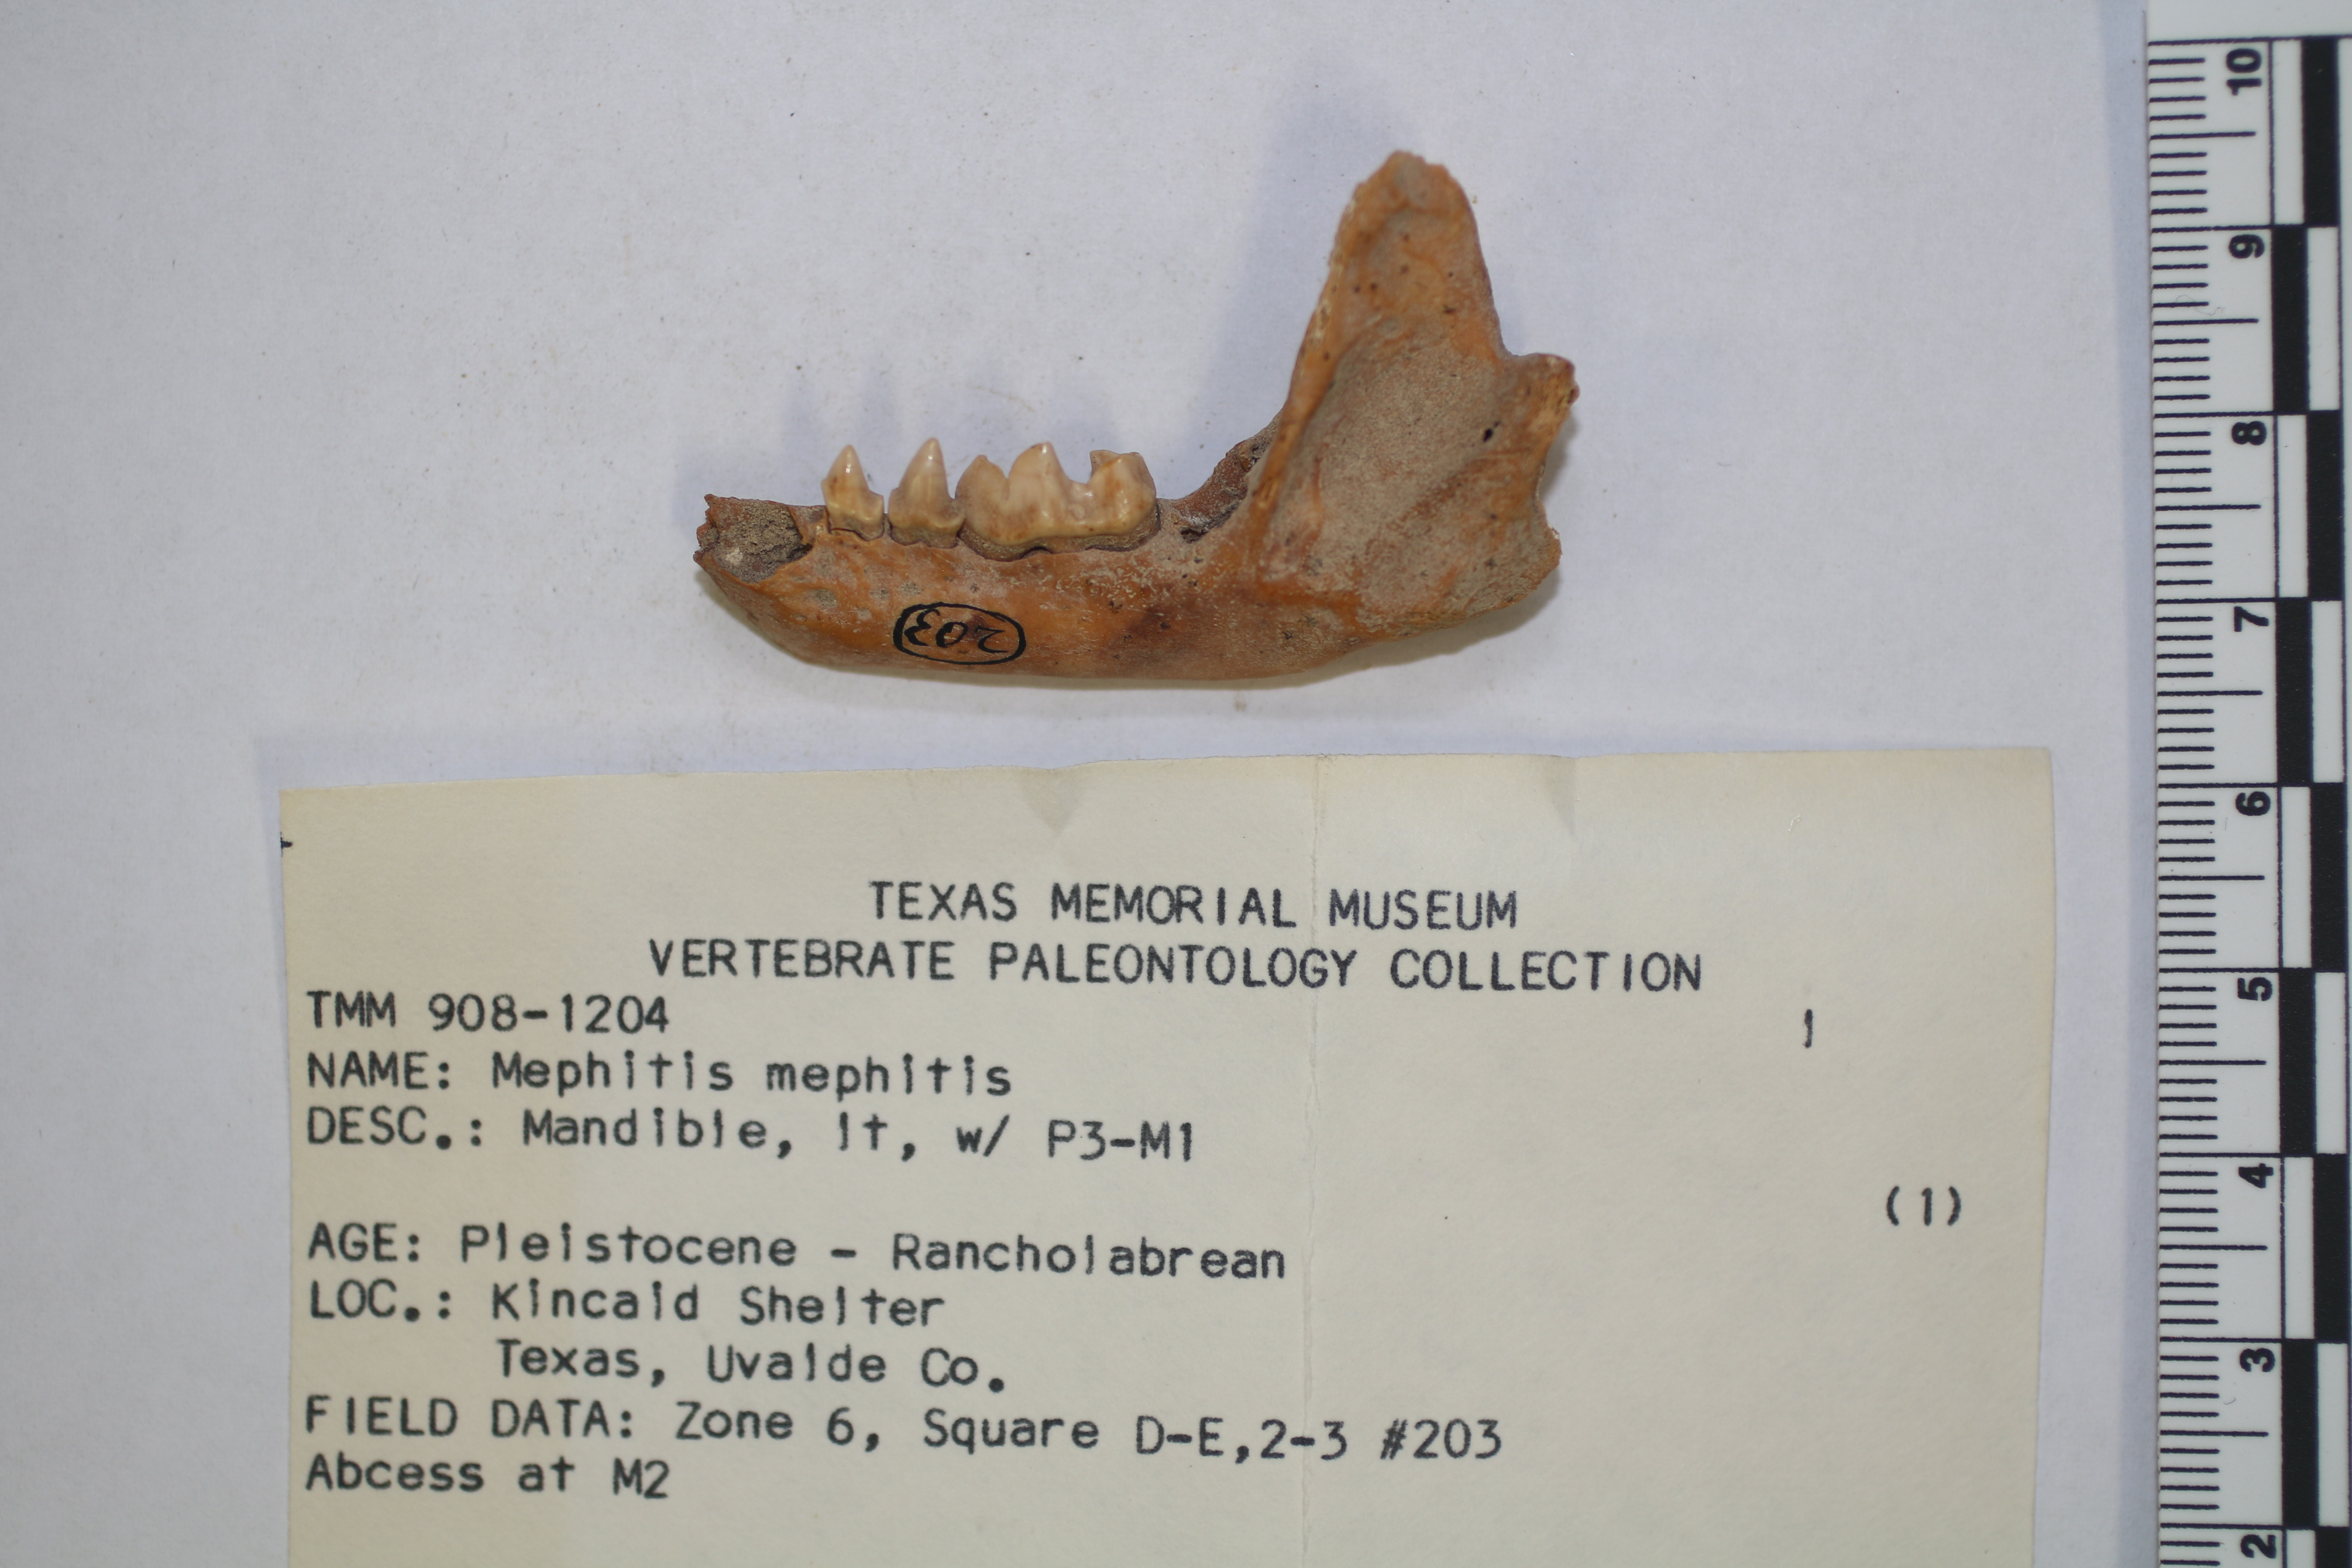 203
TEXAS MEMORIAL MUSEUM
VERTEBRATE PALEONTOLOGY COLLECTION
TMM 908-1204
1
NAME: Mephitis mephitis
DESC.: Mandible, lt, w/ P3-M1
(1)
AGE: Pleistocene - Rancholabrean
LOC.: Kincaid Shelter
Texas, Uvalde Co.
FIELD DATA: Zone 6, Square D-E,2-3 #203
Abcess at M2
10
9
8
7
6
5
4
3
2